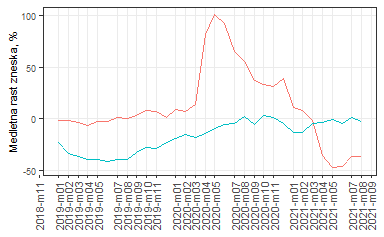 Medletna rast zneska, %
100
50
0
-50
2018-m11
2019-m01
2019-m02
2019-m03
2019-m04
2019-m05
2019-m07
2019-m08
2019-m09
2019-m10
2019-m11
2020-m01
2020-m02
2020-m03
2020-m04
2020-m05
2020-m07
2020-m08
2020-m09
2020-m10
2020-m11
2021-m01
2021-m02
2021-m03
2021-m04
2021-m05
2021-m07
2021-m08
2021-m09